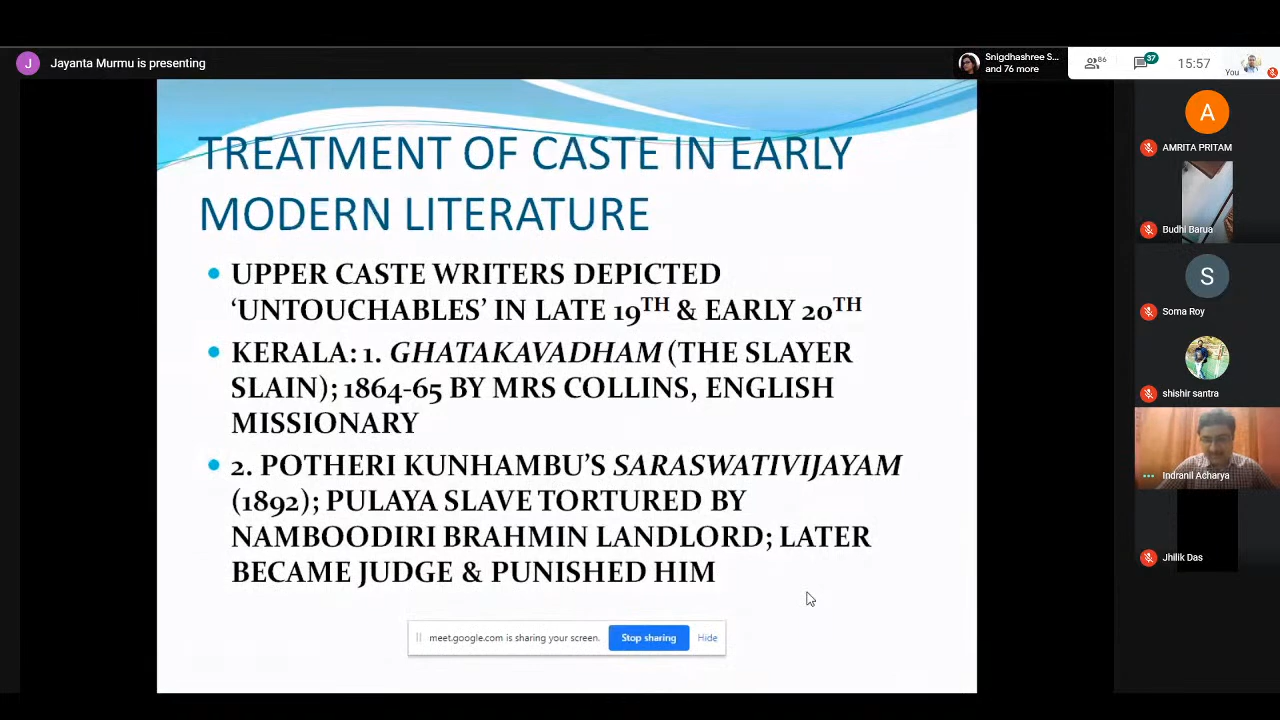 J Jayanta Murmu is presenting
Snigdhashree S...
and 76 more
86
37
15:57
You
TREATMENT OF CASTE IN EARLY
MODERN LITERATURE
• UPPER CASTE WRITERS DEPICTED
‘UNTOUCHABLES’ IN LATE 19TH & EARLY 20TH
• KERALA: 1. GHATAKAVADHAM (THE SLAYER
SLAIN); 1864-65 BY MRS COLLINS, ENGLISH
MISSIONARY
• 2. POTHERI KUNHAMBU’S SARASWATIVIJAYAM
(1892); PULAYA SLAVE TORTURED BY
NAMBOODIRI BRAHMIN LANDLORD; LATER
BECAME JUDGE & PUNISHED HIM
meet.google.com is sharing your screen. Stop sharing Hide
A
AMRITA PRITAM
Budhi Barua
S
Soma Roy
shishir santra
Indranil Acharya
Jhilik Das